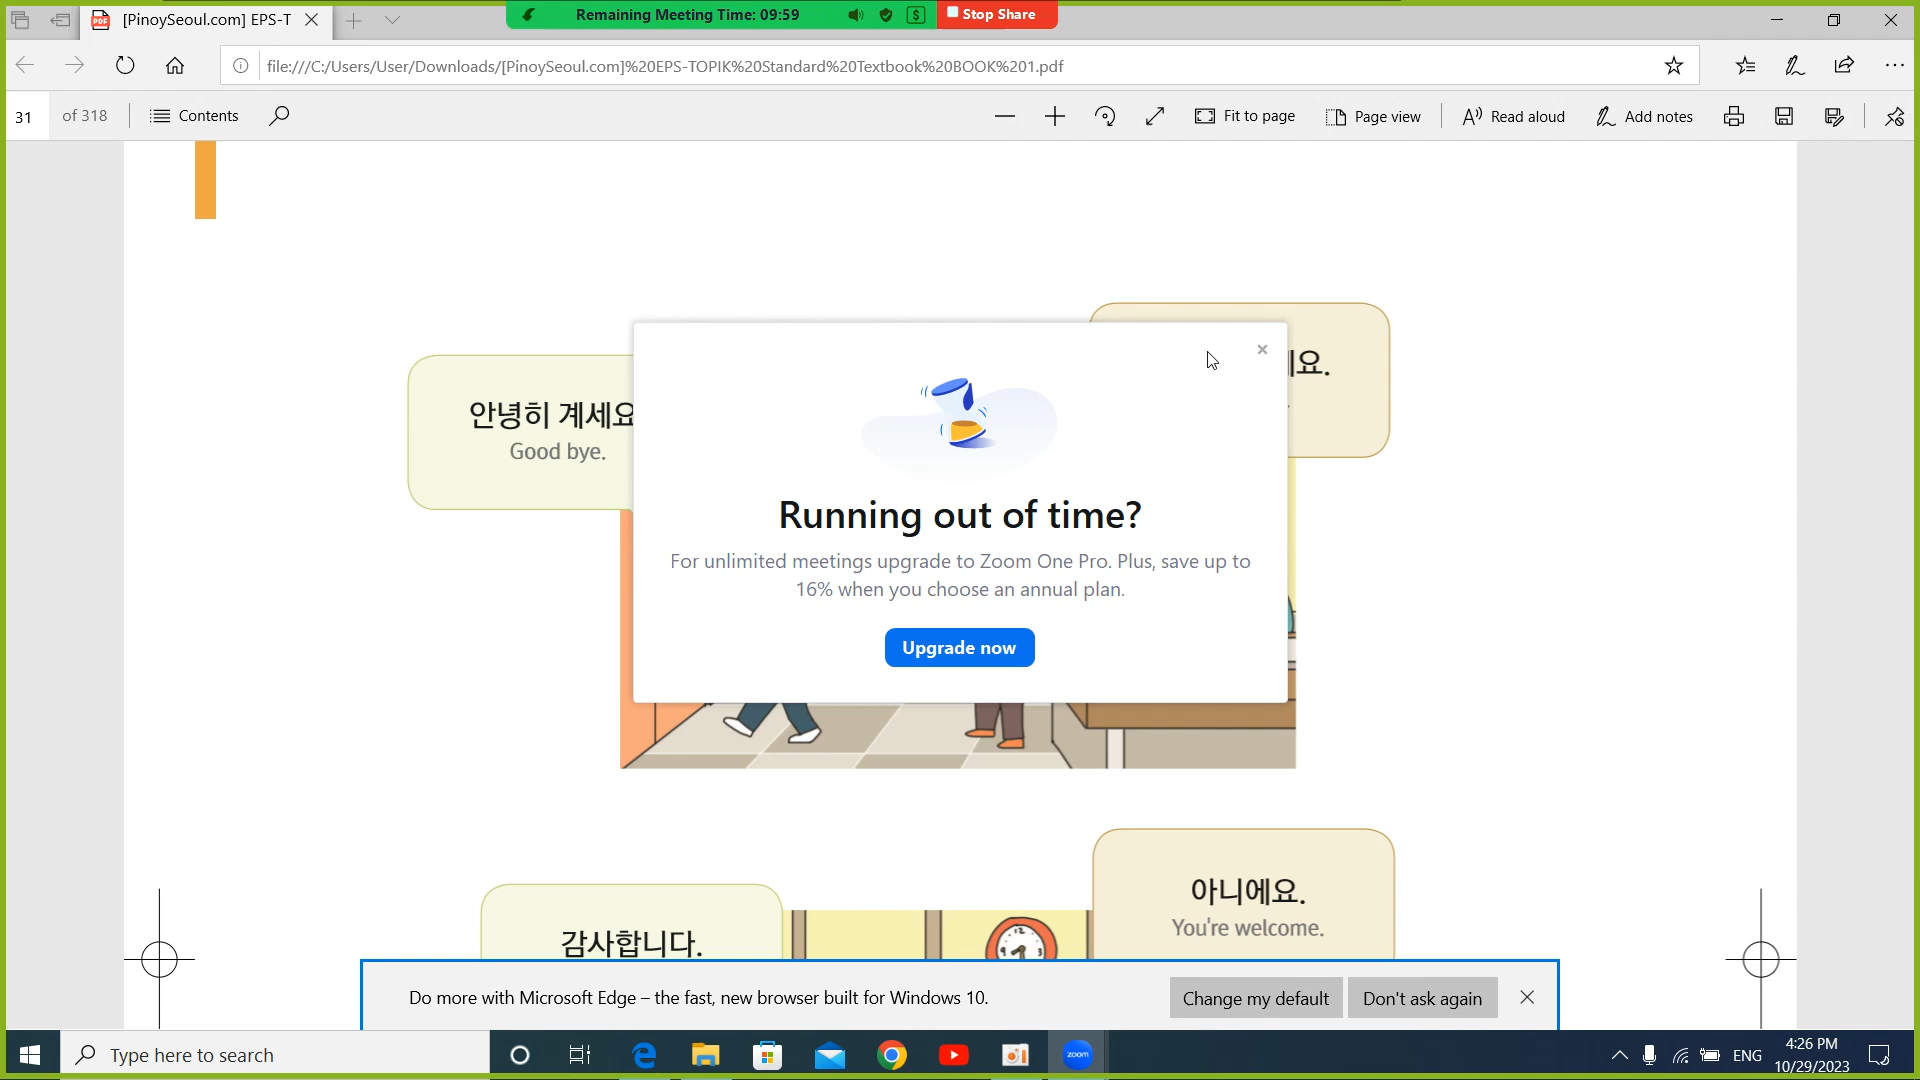 [PinoySeoul.com] EPS-T
Remaining Meeting Time: 09:59
Stop Share
file:///C:/Users/User/Downloads/[PinoySeoul.com]%20EPS-TOPIK%20Standard%20Textbook%20BOOK%201.pdf
31 of 318
Contents
Fit to page
Page view
Read aloud
Add notes
안녕히 계세요
Good bye.
요.
Running out of time?
For unlimited meetings upgrade to Zoom One Pro. Plus, save up to
16% when you choose an annual plan.
Upgrade now
아니에요.
You're welcome.
감사합니다.
Do more with Microsoft Edge – the fast, new browser built for Windows 10.
Change my default
Don't ask again
Type here to search
zoom
ENG
4:26 PM
10/29/2023